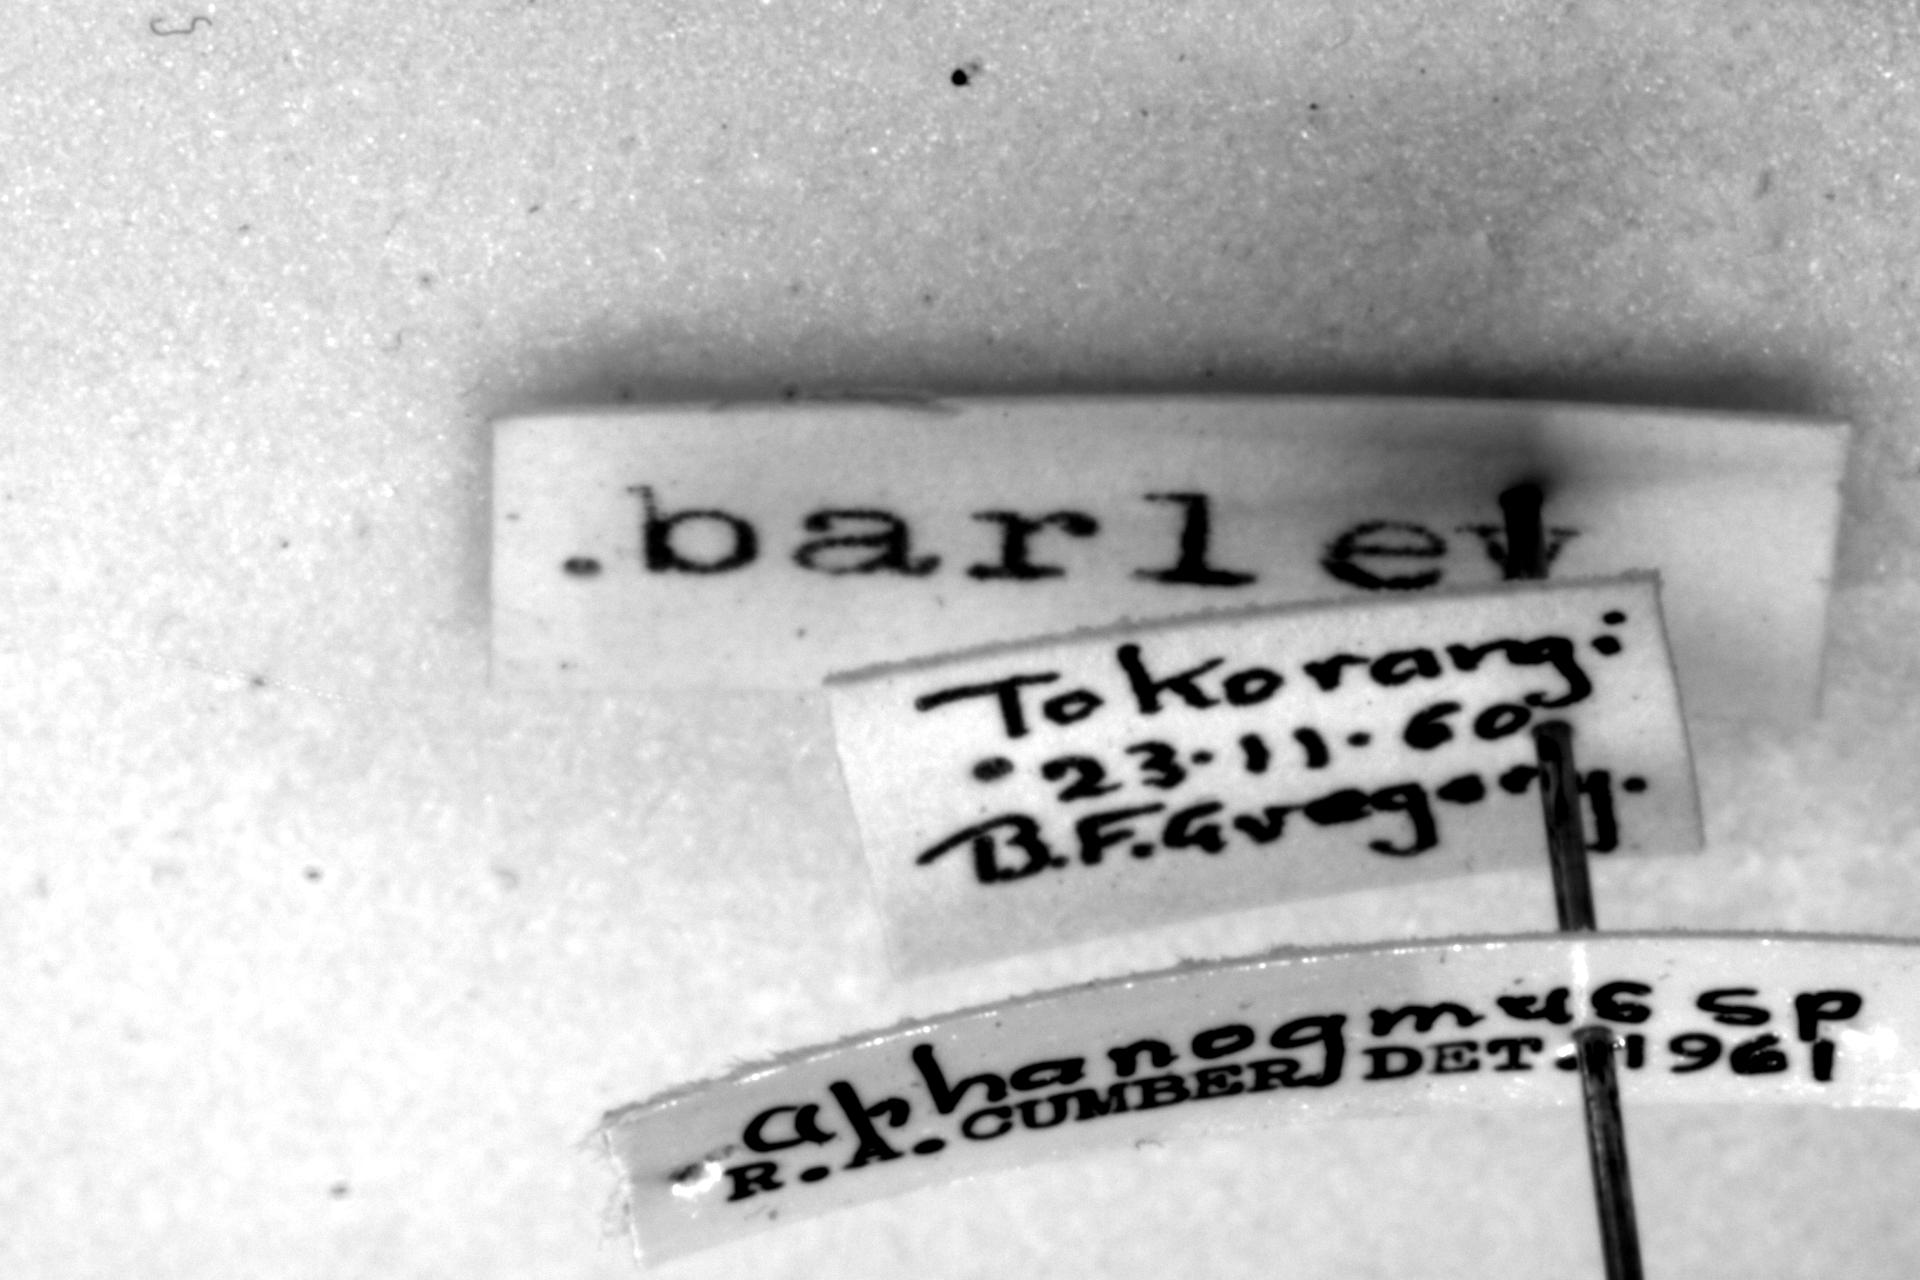 .barley
Tokorang:
•23·11·60
B.F.Gregory.
aphanogmus sp
R.A.CUMBER DET. 1961